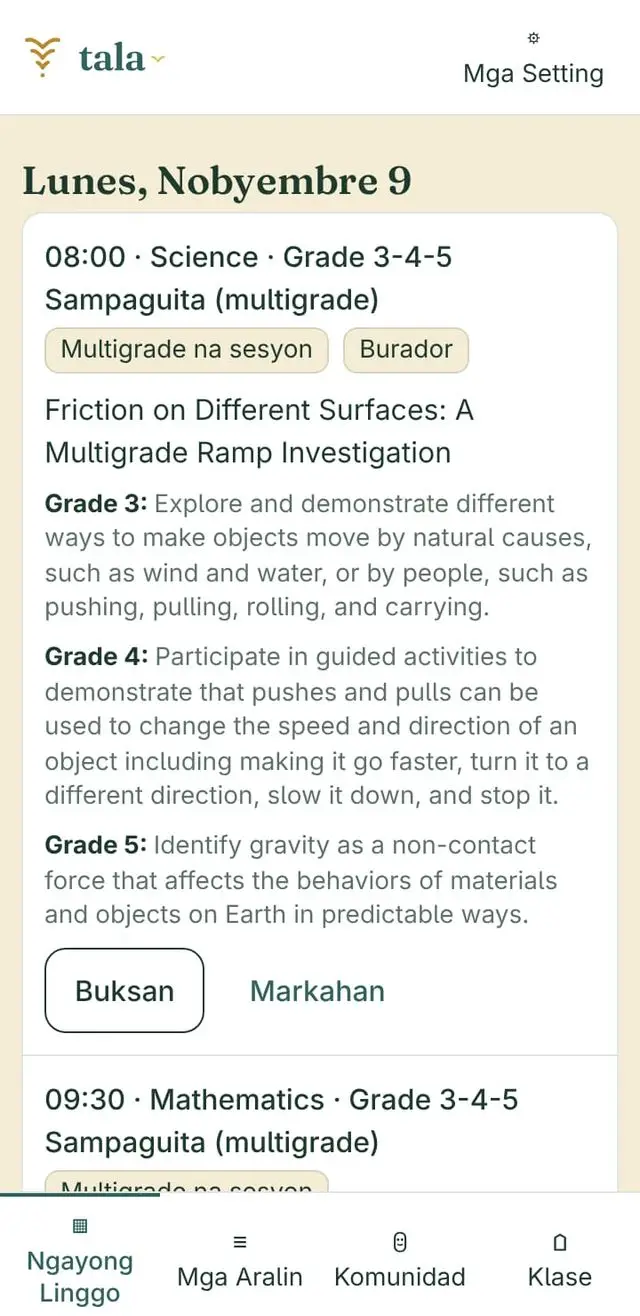 tala
Mga Setting
Lunes, Nobyembre 9
08:00 · Science · Grade 3-4-5
Sampaguita (multigrade)
Multigrade na sesyon
Burador
Friction on Different Surfaces: A
Multigrade Ramp Investigation
Grade 3: Explore and demonstrate different
ways to make objects move by natural causes,
such as wind and water, or by people, such as
pushing, pulling, rolling, and carrying.
Grade 4: Participate in guided activities to
demonstrate that pushes and pulls can be
used to change the speed and direction of an
object including making it go faster, turn it to a
different direction, slow it down, and stop it.
Grade 5: Identify gravity as a non-contact
force that affects the behaviors of materials
and objects on Earth in predictable ways.
Buksan
Markahan
09:30 · Mathematics · Grade 3-4-5
Sampaguita (multigrade)
Multigrade na sesyon
Ngayong
Linggo
Mga Aralin
Komunidad
Klase